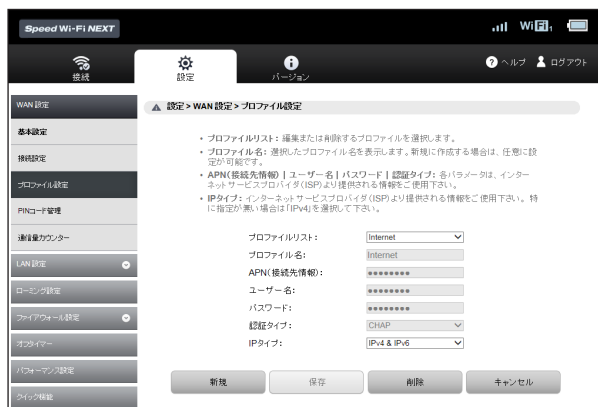 Speed Wi-Fi NEXT
WiFi
接続
設定
バージョン
? ヘルプ
ログアウト
WAN 設定
基本設定
接続設定
プロファイル設定
PINコード管理
通信量カウンター
LAN 設定
ローミング設定
ファイアウォール設定
オフタイマー
パフォーマンス設定
クイック機能
設定 > WAN 設定 > プロファイル設定
• プロファイルリスト: 編集または削除するプロファイルを選択します。
• プロファイル名: 選択したプロファイル名を表示します。新規に作成する場合は、任意に設
定が可能です。
• APN(接続先情報) | ユーザー名 | パスワード | 認証タイプ: 各パラメータは、インター
ネットサービスプロバイダ(ISP)より提供される情報をご使用下さい。
• IPタイプ: インターネットサービスプロバイダ(ISP)より提供される情報をご使用下さい。特
に指定が無い場合は「IPv4」を選択して下さい。
プロファイルリスト: Internet
プロファイル名: Internet
APN(接続先情報): ●●●●●●●●
ユーザー名: ●●●●●●●●
パスワード: ●●●●●●●●
認証タイプ: CHAP
IPタイプ: IPv4 & IPv6
新規
保存
削除
キャンセル